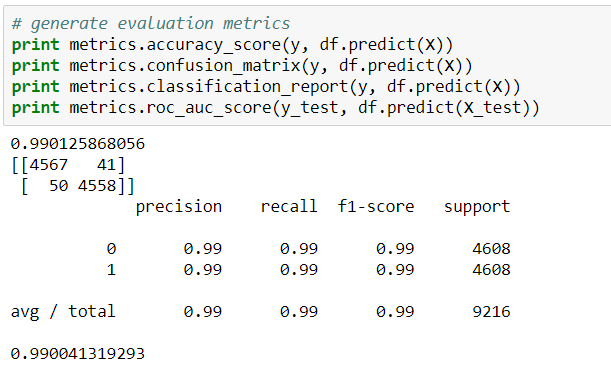 # generate evaluation metrics
print metrics.accuracy_score(y, df.predict(X))
print metrics.confusion_matrix(y, df.predict(X))
print metrics.classification_report(y, df.predict(X))
print metrics.roc_auc_score(y_test, df.predict(X_test))
0.990125868056
[[4567   41]
 [  50 4558]]
             precision    recall  f1-score   support

          0       0.99      0.99      0.99      4608
          1       0.99      0.99      0.99      4608

avg / total       0.99      0.99      0.99      9216

0.990041319293